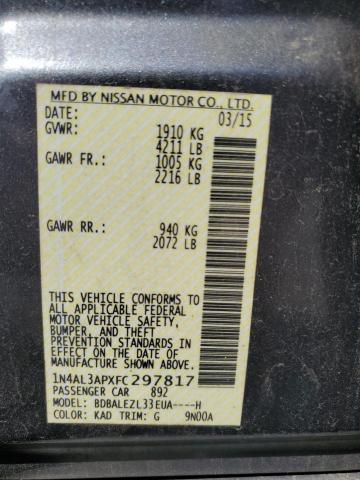 MFD BY NISSAN MOTOR CO., LTD.
DATE: 03/15
GVWR: 1910 KG
4211 LB
GAWR FR.: 1005 KG
2216 LB
GAWR RR.: 940 KG
2072 LB
THIS VEHICLE CONFORMS TO
ALL APPLICABLE FEDERAL
MOTOR VEHICLE SAFETY,
BUMPER, AND THEFT
PREVENTION STANDARDS
IN EFFECT ON THE DATE OF
MANUFACTURE SHOWN ABOVE.
1N4AL3APXFC297817
PASSENGER CAR 892
MODEL: BDBALEZL33EUA----H
COLOR: KAD TRIM: G 9N00A